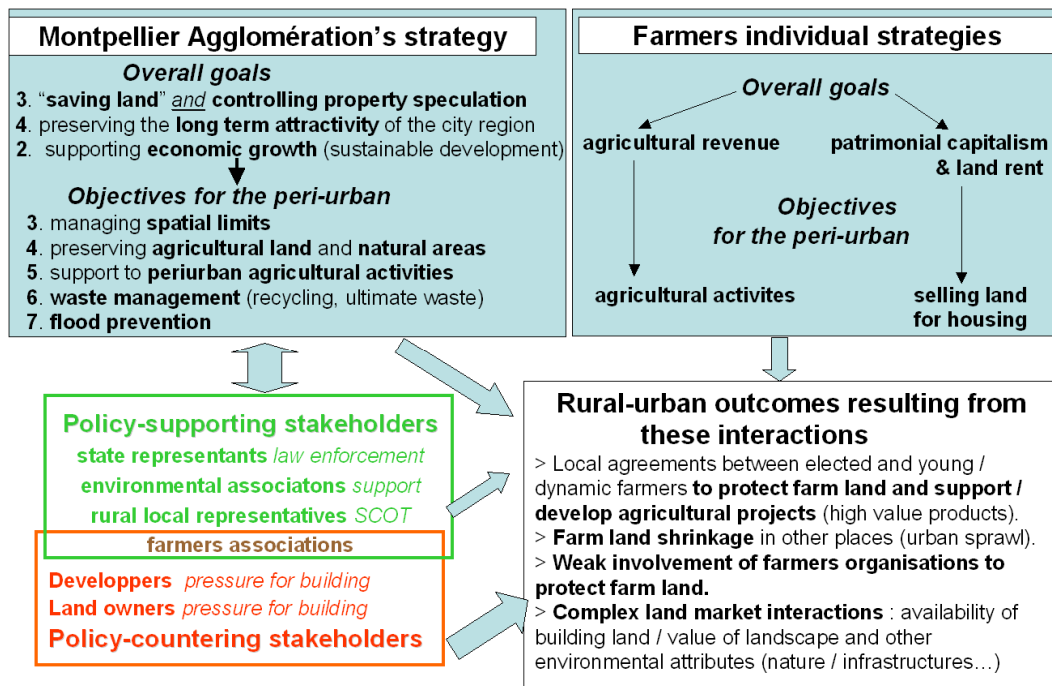 Montpellier Agglomération's strategy
Overall goals
3. “saving land” and controlling property speculation
4. preserving the long term attractivity of the city region
2. supporting economic growth (sustainable development)
Objectives for the peri-urban
3. managing spatial limits
4. preserving agricultural land and natural areas
5. support to periurban agricultural activities
6. waste management (recycling, ultimate waste)
7. flood prevention
Farmers individual strategies
Overall goals
agricultural revenue
patrimonial capitalism
& land rent
Objectives
for the peri-urban
agricultural activites
selling land
for housing
Policy-supporting stakeholders
state representants law enforcement
environmental associatons support
rural local representatives SCOT
farmers associations
Developpers pressure for building
Land owners pressure for building
Policy-countering stakeholders
Rural-urban outcomes resulting from
these interactions
> Local agreements between elected and young /
dynamic farmers to protect farm land and support /
develop agricultural projects (high value products).
> Farm land shrinkage in other places (urban sprawl).
> Weak involvement of farmers organisations to
protect farm land.
> Complex land market interactions : availability of
building land / value of landscape and other
environmental attributes (nature / infrastructures…)